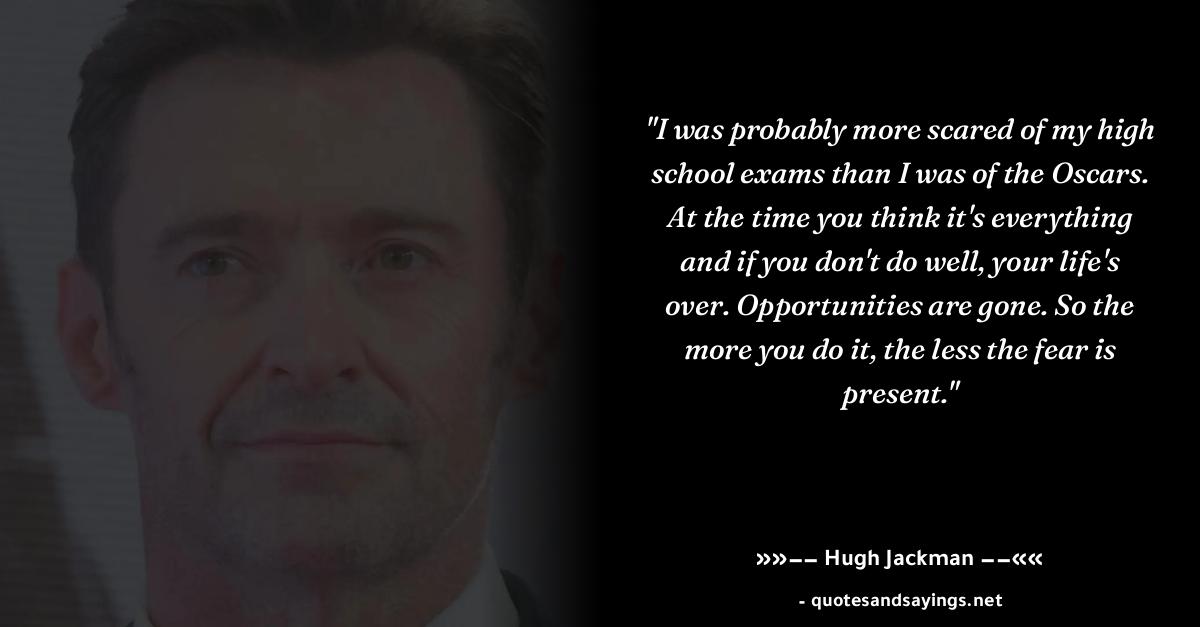 "I was probably more scared of my high
school exams than I was of the Oscars.
At the time you think it's everything
and if you don't do well, your life's
over. Opportunities are gone. So the
more you do it, the less the fear is
present."
»»−− Hugh Jackman −−««
- quotesandsayings.net